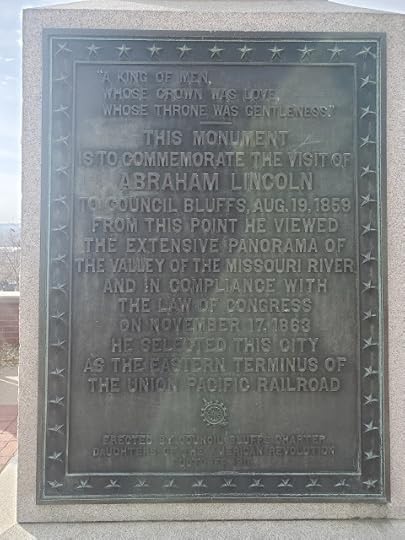 "A KING OF MEN,
WHOSE CROWN WAS LOVE,
WHOSE THRONE WAS GENTLENESS."
THIS MONUMENT
IS TO COMMEMORATE THE VISIT OF
ABRAHAM LINCOLN
TO COUNCIL BLUFFS, AUG. 19, 1859
FROM THIS POINT HE VIEWED
THE EXTENSIVE PANORAMA OF
THE VALLEY OF THE MISSOURI RIVER
AND IN COMPLIANCE WITH
THE LAW OF CONGRESS
ON NOVEMBER 17, 1863
HE SELECTED THIS CITY
AS THE EASTERN TERMINUS OF
THE UNION PACIFIC RAILROAD
ERECTED BY COUNCIL BLUFFS CHAPTER
DAUGHTERS OF THE AMERICAN REVOLUTION